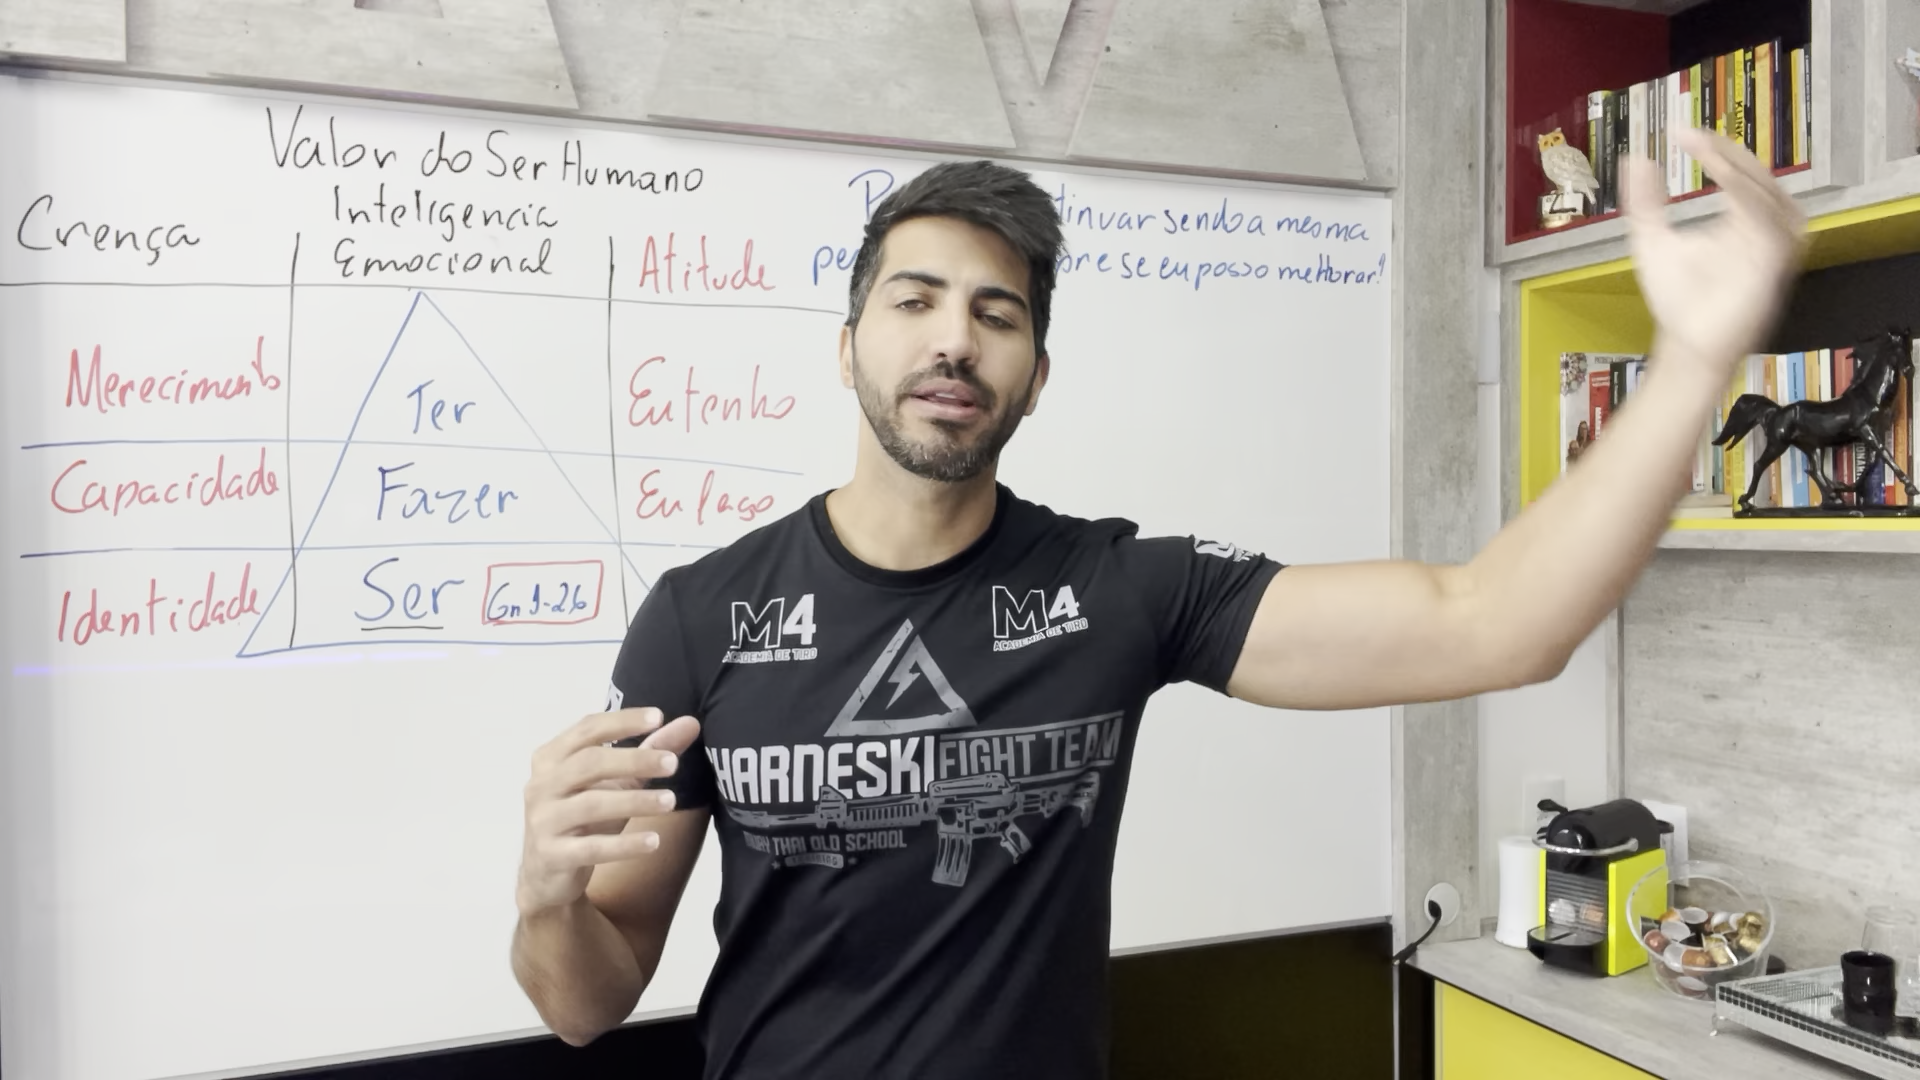 Valor do Ser Humano
Crença
Inteligencia
Emocional
Atitude
tinuar sendo a mesma
se eu posso melhorar?
Merecimento
Ter
Eu tenho
Capacidade
Fazer
Eu faço
Identidade
Ser
Gn 1-26
M4
ACADEMIA DE TIRO
M4
ACADEMIA DE TIRO
HARNESKI FIGHT TEAM
THAI OLD SCHOOL